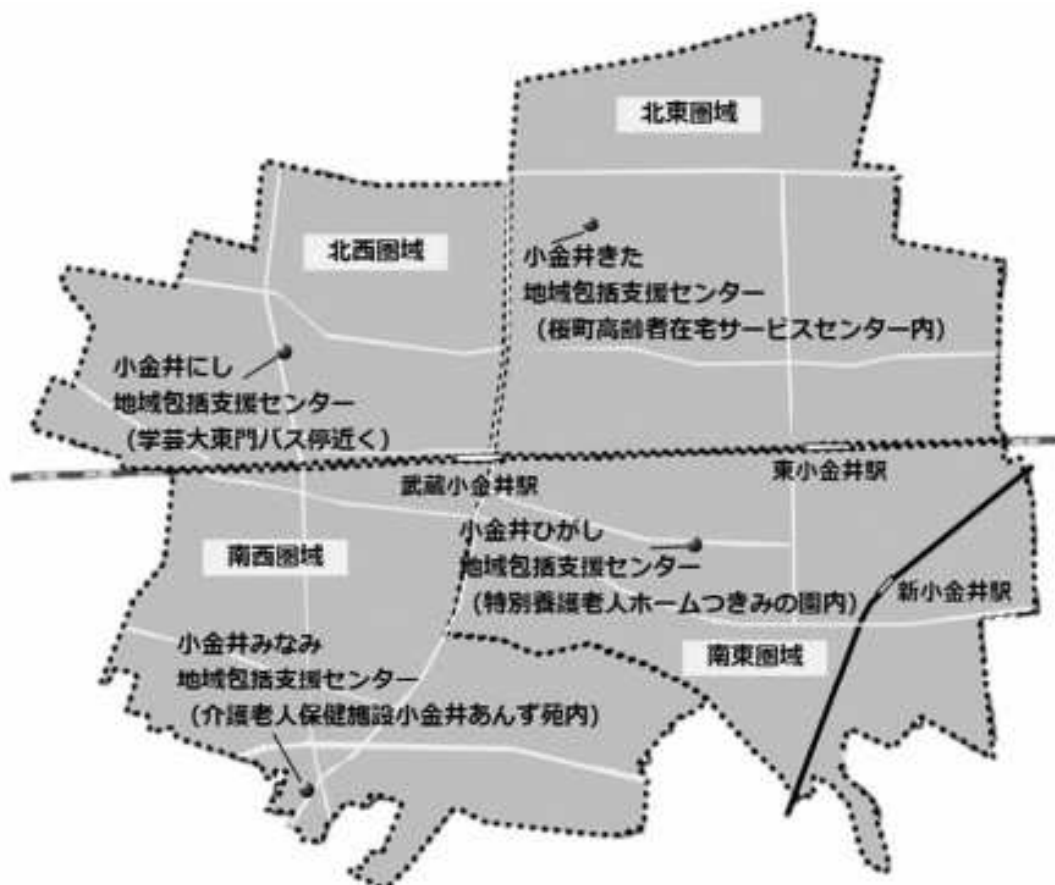 北東圏域
北西圏域
小金井きた
地域包括支援センター
(桜町高齢者在宅サービスセンター内)
小金井にし
地域包括支援センター
(学芸大東門バス停近く)
武蔵小金井駅
東小金井駅
南西圏域
小金井ひがし
地域包括支援センター
(特別養護老人ホームつきみの園内)
新小金井駅
小金井みなみ
地域包括支援センター
(介護老人保健施設小金井あんず苑内)
南東圏域